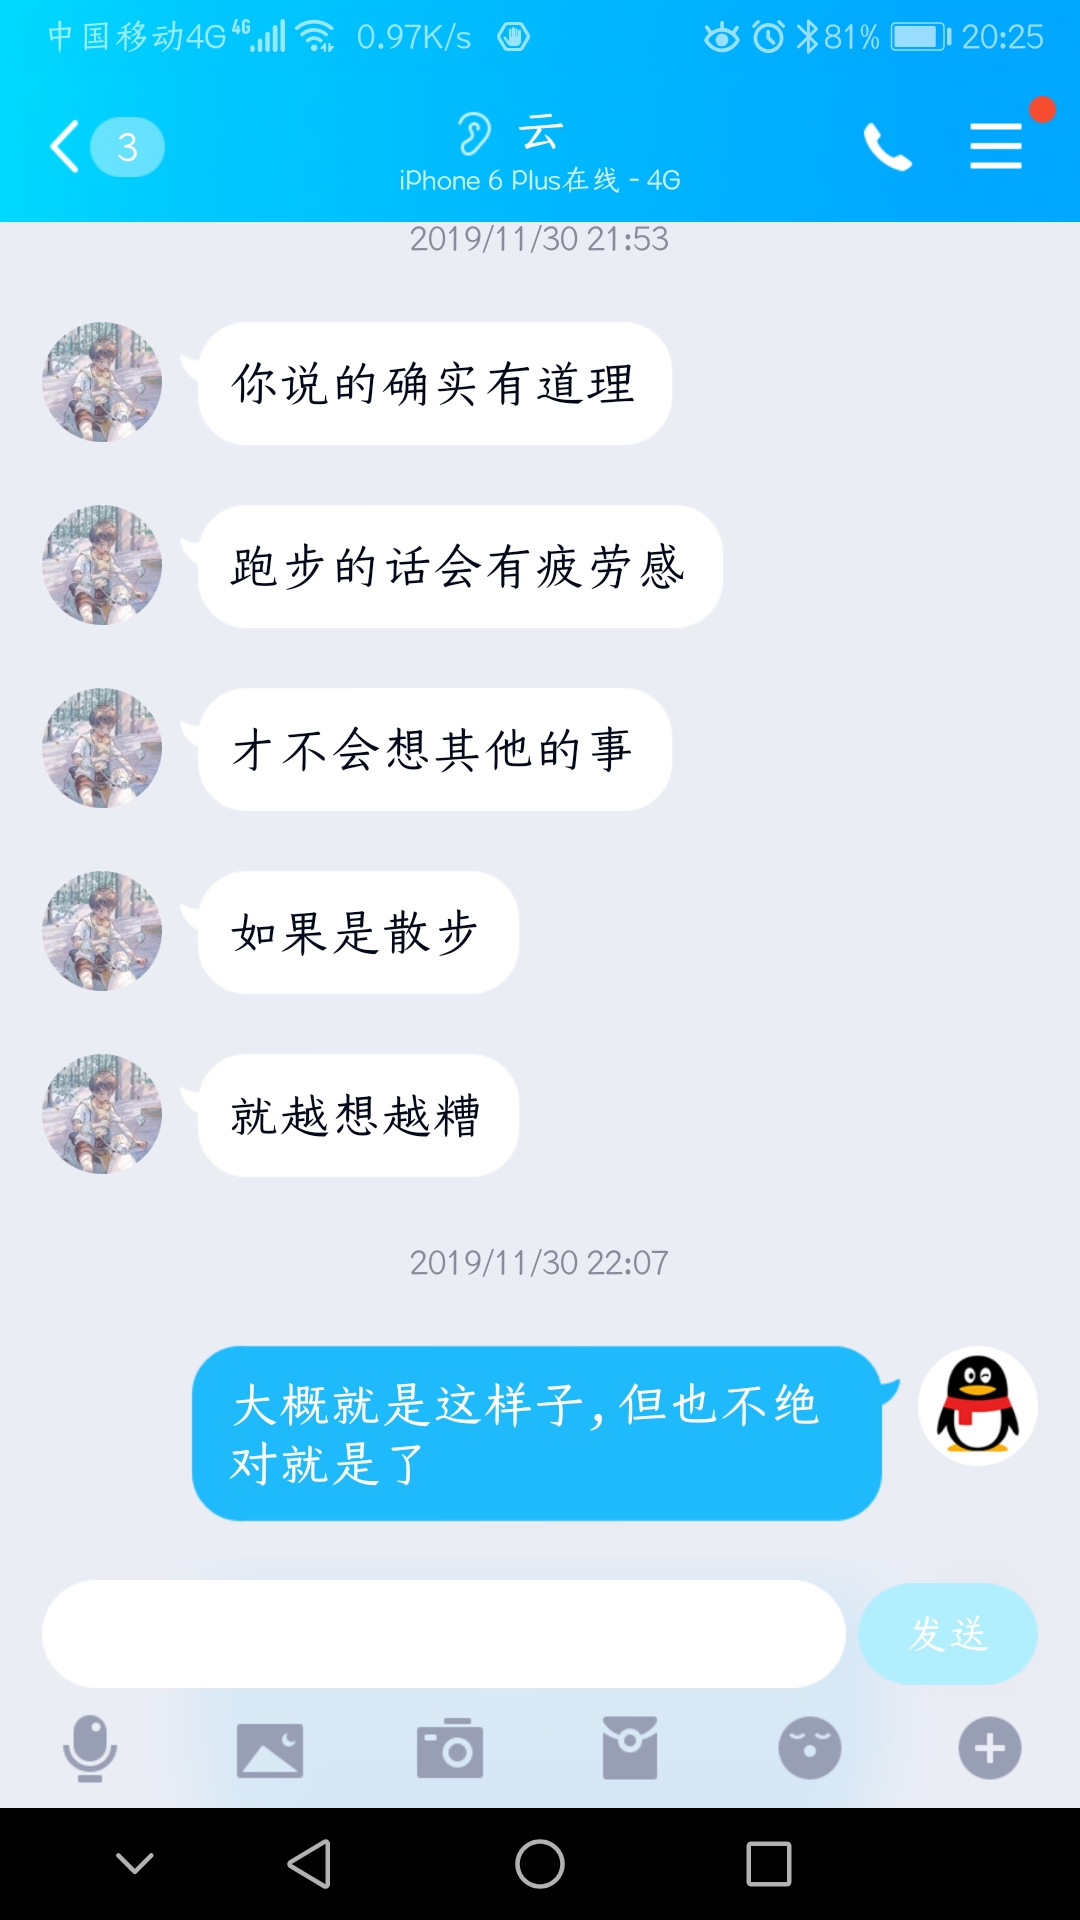 中国移动4G 4G 0.97K/s 81% 20:25
3
云
iPhone 6 Plus在线 - 4G
2019/11/30 21:53
你说的确实有道理
跑步的话会有疲劳感
才不会想其他的事
如果是散步
就越想越糟
2019/11/30 22:07
大概就是这样子,但也不绝
对就是了
发送